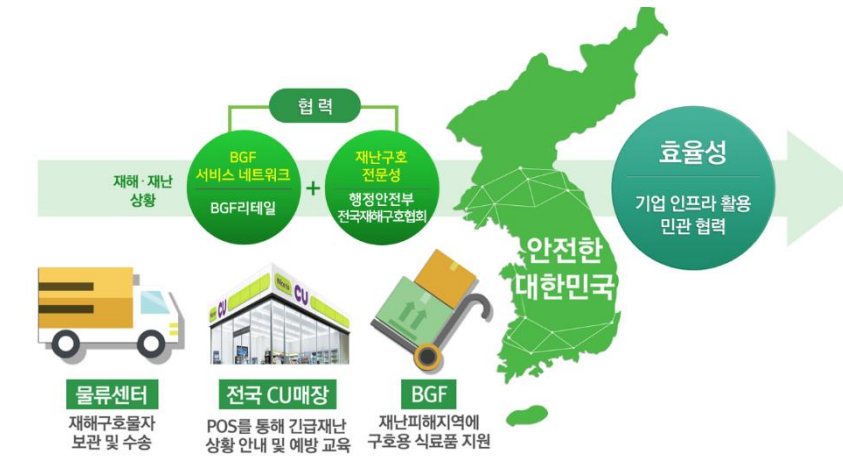 협력
재해·재난
상황
BGF
서비스 네트워크
BGF리테일
+
재난구호
전문성
행정안전부
전국재해구호협회
효율성
기업 인프라 활용
민관 협력
안전한
대한민국
CU
CU
물류센터
재해구호물자
보관 및 수송
전국 CU매장
POS를 통해 긴급재난
상황 안내 및 예방 교육
BGF
재난피해지역에
구호용 식료품 지원